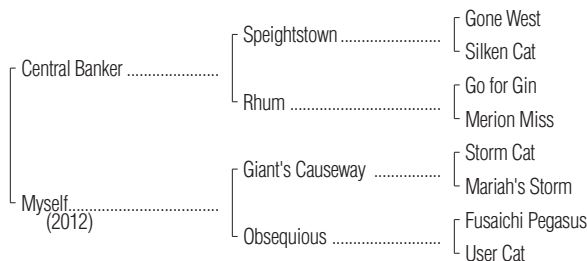 Gone West
Speightstown
Silken Cat
Central Banker
Go for Gin
Rhum
Merion Miss
Storm Cat
Giant's Causeway
Mariah's Storm
Myself
(2012)
Fusaichi Pegasus
Obsequious
User Cat